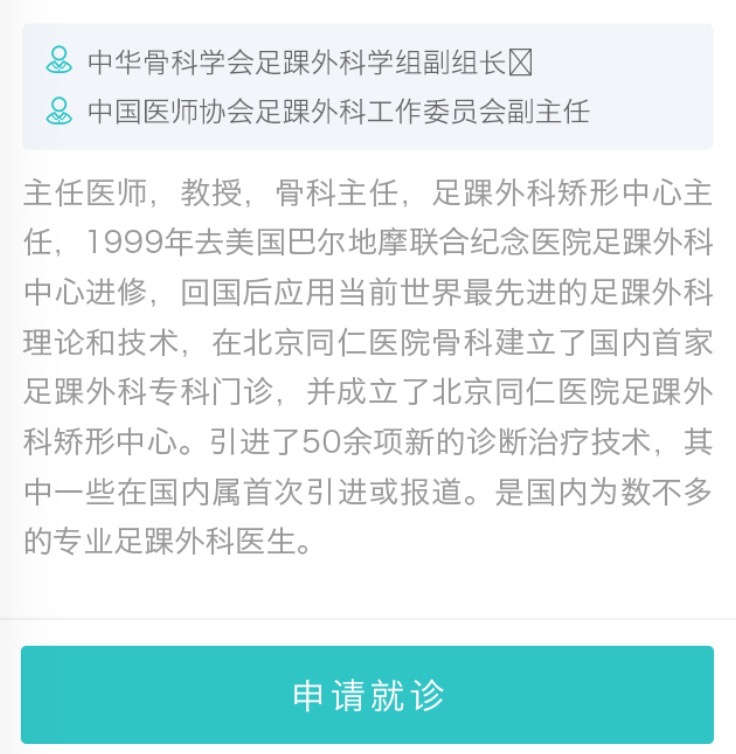 中华骨科学会足踝外科学组副组长
中国医师协会足踝外科工作委员会副主任
主任医师，教授，骨科主任，足踝外科矫形中心主
任，1999年去美国巴尔地摩联合纪念医院足踝外科
中心进修，回国后应用当前世界最先进的足踝外科
理论和技术，在北京同仁医院骨科建立了国内首家
足踝外科专科门诊，并成立了北京同仁医院足踝外
科矫形中心。引进了50余项新的诊断治疗技术，其
中一些在国内属首次引进或报道。是国内为数不多
的专业足踝外科医生。
申请就诊